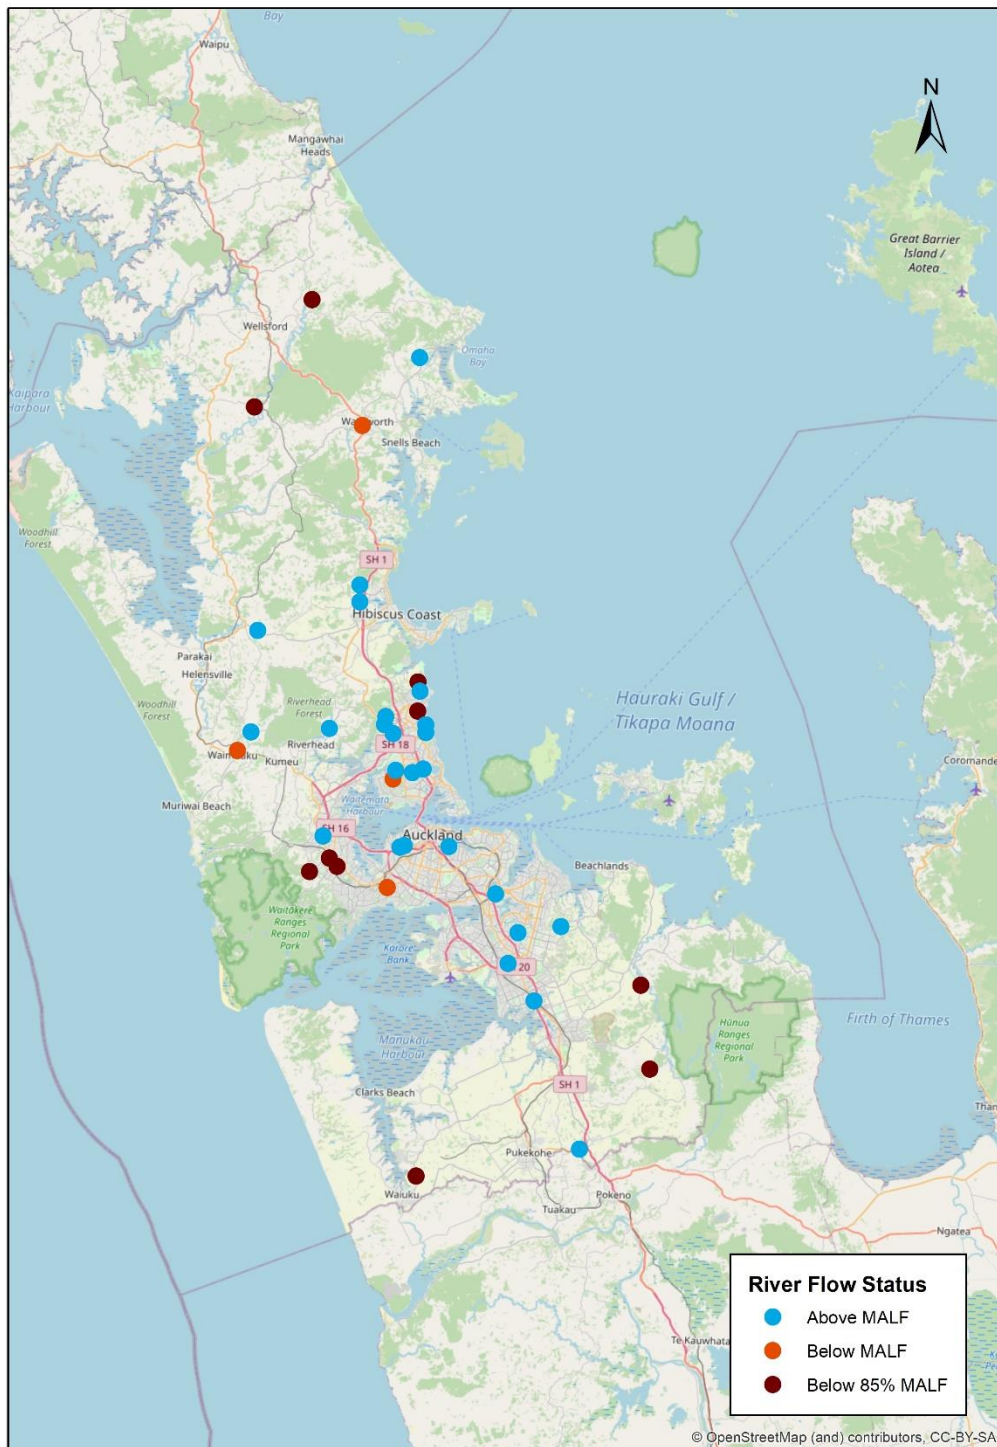 Bay
Waipu
N
Mangawhai
Heads
Great Barrier
Island /
Aotea
Wellsford
Omaha
Bay
Kaipara
Harbour
Snells Beach
Woodhill
Forest
SH 1
Hibiscus Coast
Parakai
Helensville
Woodhill
Forest
Riverhead
Forest
Hauraki Gulf /
Tikapa Moana
Riverhead
SH 18
Kumeu
Coromande
Muriwai Beach
Waitematā
Harbour
SH 16
Auckland
Beachlands
Waitākere
Ranges
Regional
Park
Karore
Bank
20
Firth of Thames
Hūnua
Ranges
Regional
Park
Manukau
Harbour
SH 1
Clarks Beach
Than
Pukekohe
Waiuku
Pokeno
Tuakau
Ngatea
River Flow Status
Above MALF
Below MALF
Below 85% MALF
Te Kauwhata
© OpenStreetMap (and) contributors, CC-BY-SA